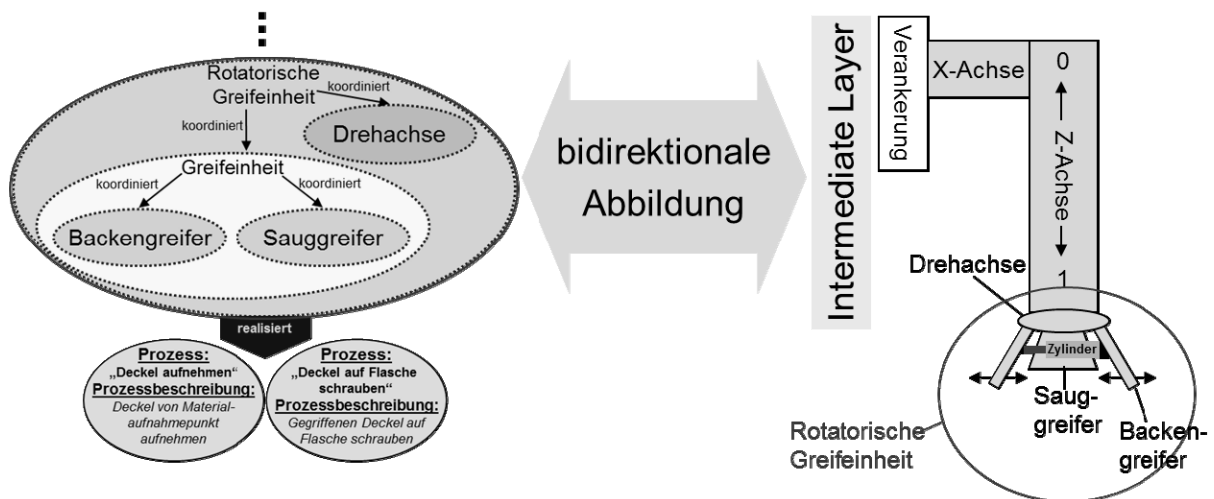 Rotatorische
Greifeinheit
koordiniert
koordiniert
Drehachse
Greifeinheit
koordiniert
koordiniert
Backengreifer
Sauggreifer
realisiert
Prozess:
„Deckel aufnehmen“
Prozessbeschreibung:
Deckel von Material-
aufnahmepunkt
aufnehmen
Prozess:
„Deckel auf Flasche
schrauben“
Prozessbeschreibung:
Gegriffenen Deckel auf
Flasche schrauben
bidirektionale
Abbildung
Intermediate Layer
Verankerung
X-Achse
0
Z-Achse
1
Drehachse
Zylinder
Saug-
greifer
Backen-
greifer
Rotatorische
Greifeinheit